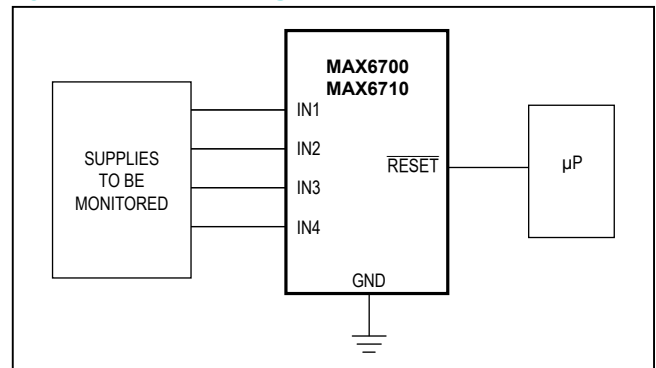 MAX6700
MAX6710
IN1
IN2
IN3
IN4
RESET
GND
SUPPLIES
TO BE
MONITORED
µP